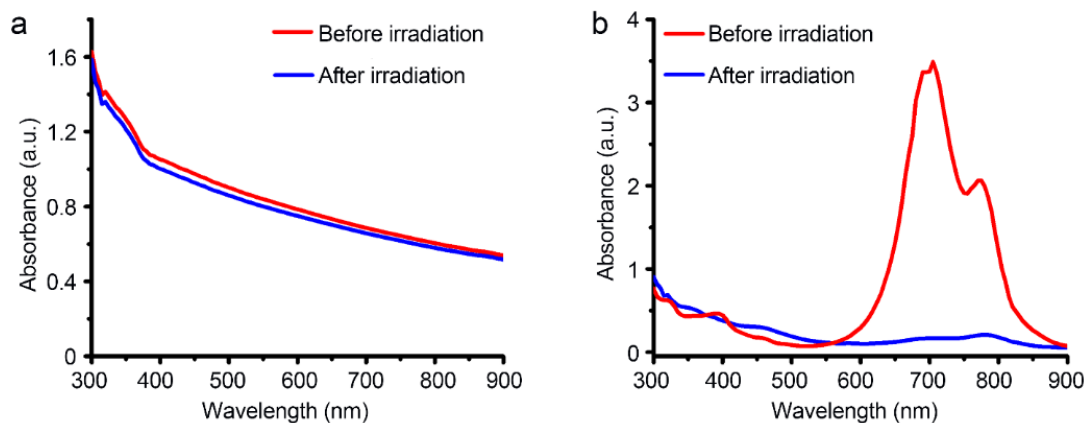 a
Before irradiation
After irradiation
Absorbance (a.u.)
1.6
1.2
0.8
0.4
0
300 400 500 600 700 800 900
Wavelength (nm)
b
Before irradiation
After irradiation
Absorbance (a.u.)
4
3
2
1
0
300 400 500 600 700 800 900
Wavelength (nm)